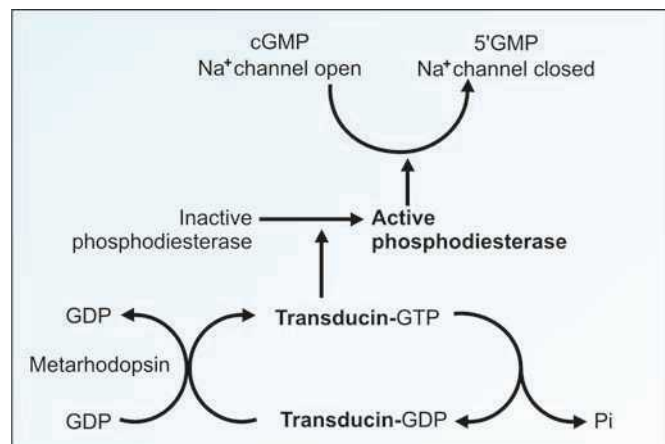 cGMP
Na+ channel open
5'GMP
Na+ channel closed
Inactive
phosphodiesterase
Active
phosphodiesterase
GDP
Transducin-GTP
Metarhodopsin
GDP
Transducin-GDP
Pi